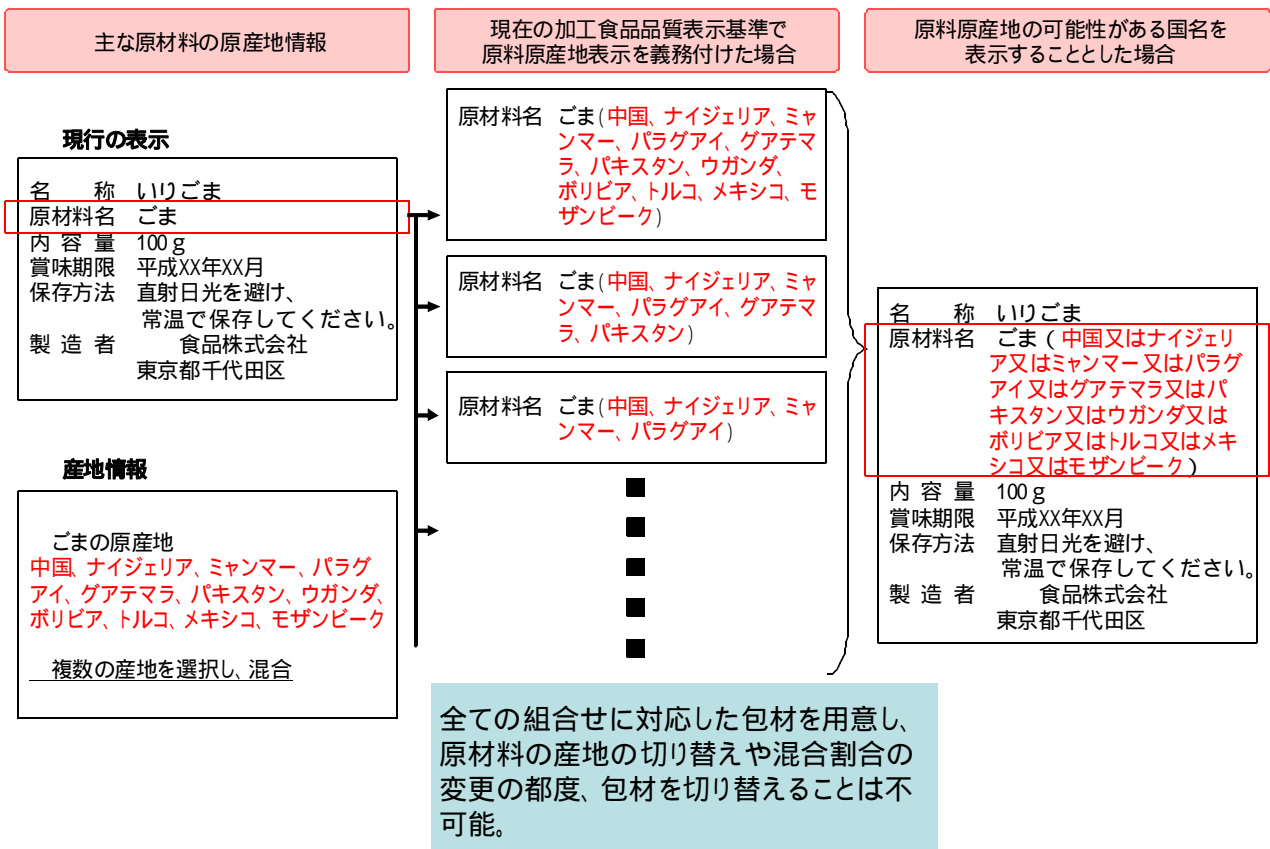 主な原材料の原産地情報
現在の加工食品品質表示基準で
原料原産地表示を義務付けた場合
原料原産地の可能性がある国名を
表示することとした場合
現行の表示
名　　称　いりごま
原材料名　ごま
内 容 量　100ｇ
賞味期限　平成XX年XX月
保存方法　直射日光を避け、
常温で保存してください。
製 造 者　　　食品株式会社
東京都千代田区
産地情報
ごまの原産地
中国、ナイジェリア、ミャンマー、パラグ
アイ、グアテマラ、パキスタン、ウガンダ、
ボリビア、トルコ、メキシコ、モザンビーク
複数の産地を選択し、混合
原材料名　ごま(中国、ナイジェリア、ミャ
ンマー、パラグアイ、グアテマ
ラ、パキスタン、ウガンダ、
ボリビア、トルコ、メキシコ、モ
ザンビーク)
原材料名　ごま(中国、ナイジェリア、ミャ
ンマー、パラグアイ、グアテマ
ラ、パキスタン)
原材料名　ごま(中国、ナイジェリア、ミャ
ンマー、パラグアイ)
全ての組合せに対応した包材を用意し、
原材料の産地の切り替えや混合割合の
変更の都度、包材を切り替えることは不
可能。
名　　称　いりごま
原材料名　ごま（中国又はナイジェリ
ア又はミャンマー又はパラグ
アイ又はグアテマラ又はパ
キスタン又はウガンダ又は
ボリビア又はトルコ又はメキ
シコ又はモザンビーク）
内 容 量　100ｇ
賞味期限　平成XX年XX月
保存方法　直射日光を避け、
常温で保存してください。
製 造 者　　　食品株式会社
東京都千代田区